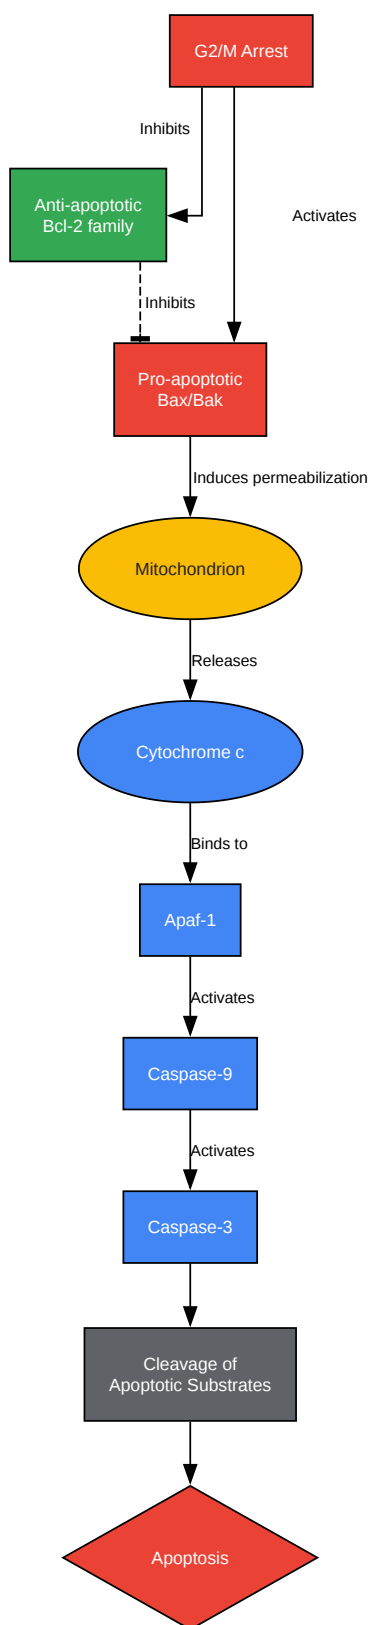 G2/M Arrest
Inhibits
Anti-apoptotic
Bcl-2 family
Activates
Inhibits
Pro-apoptotic
Bax/Bak
Induces permeabilization
Mitochondrion
Releases
Cytochrome c
Binds to
Apaf-1
Activates
Caspase-9
Activates
Caspase-3
Cleavage of
Apoptotic Substrates
Apoptosis